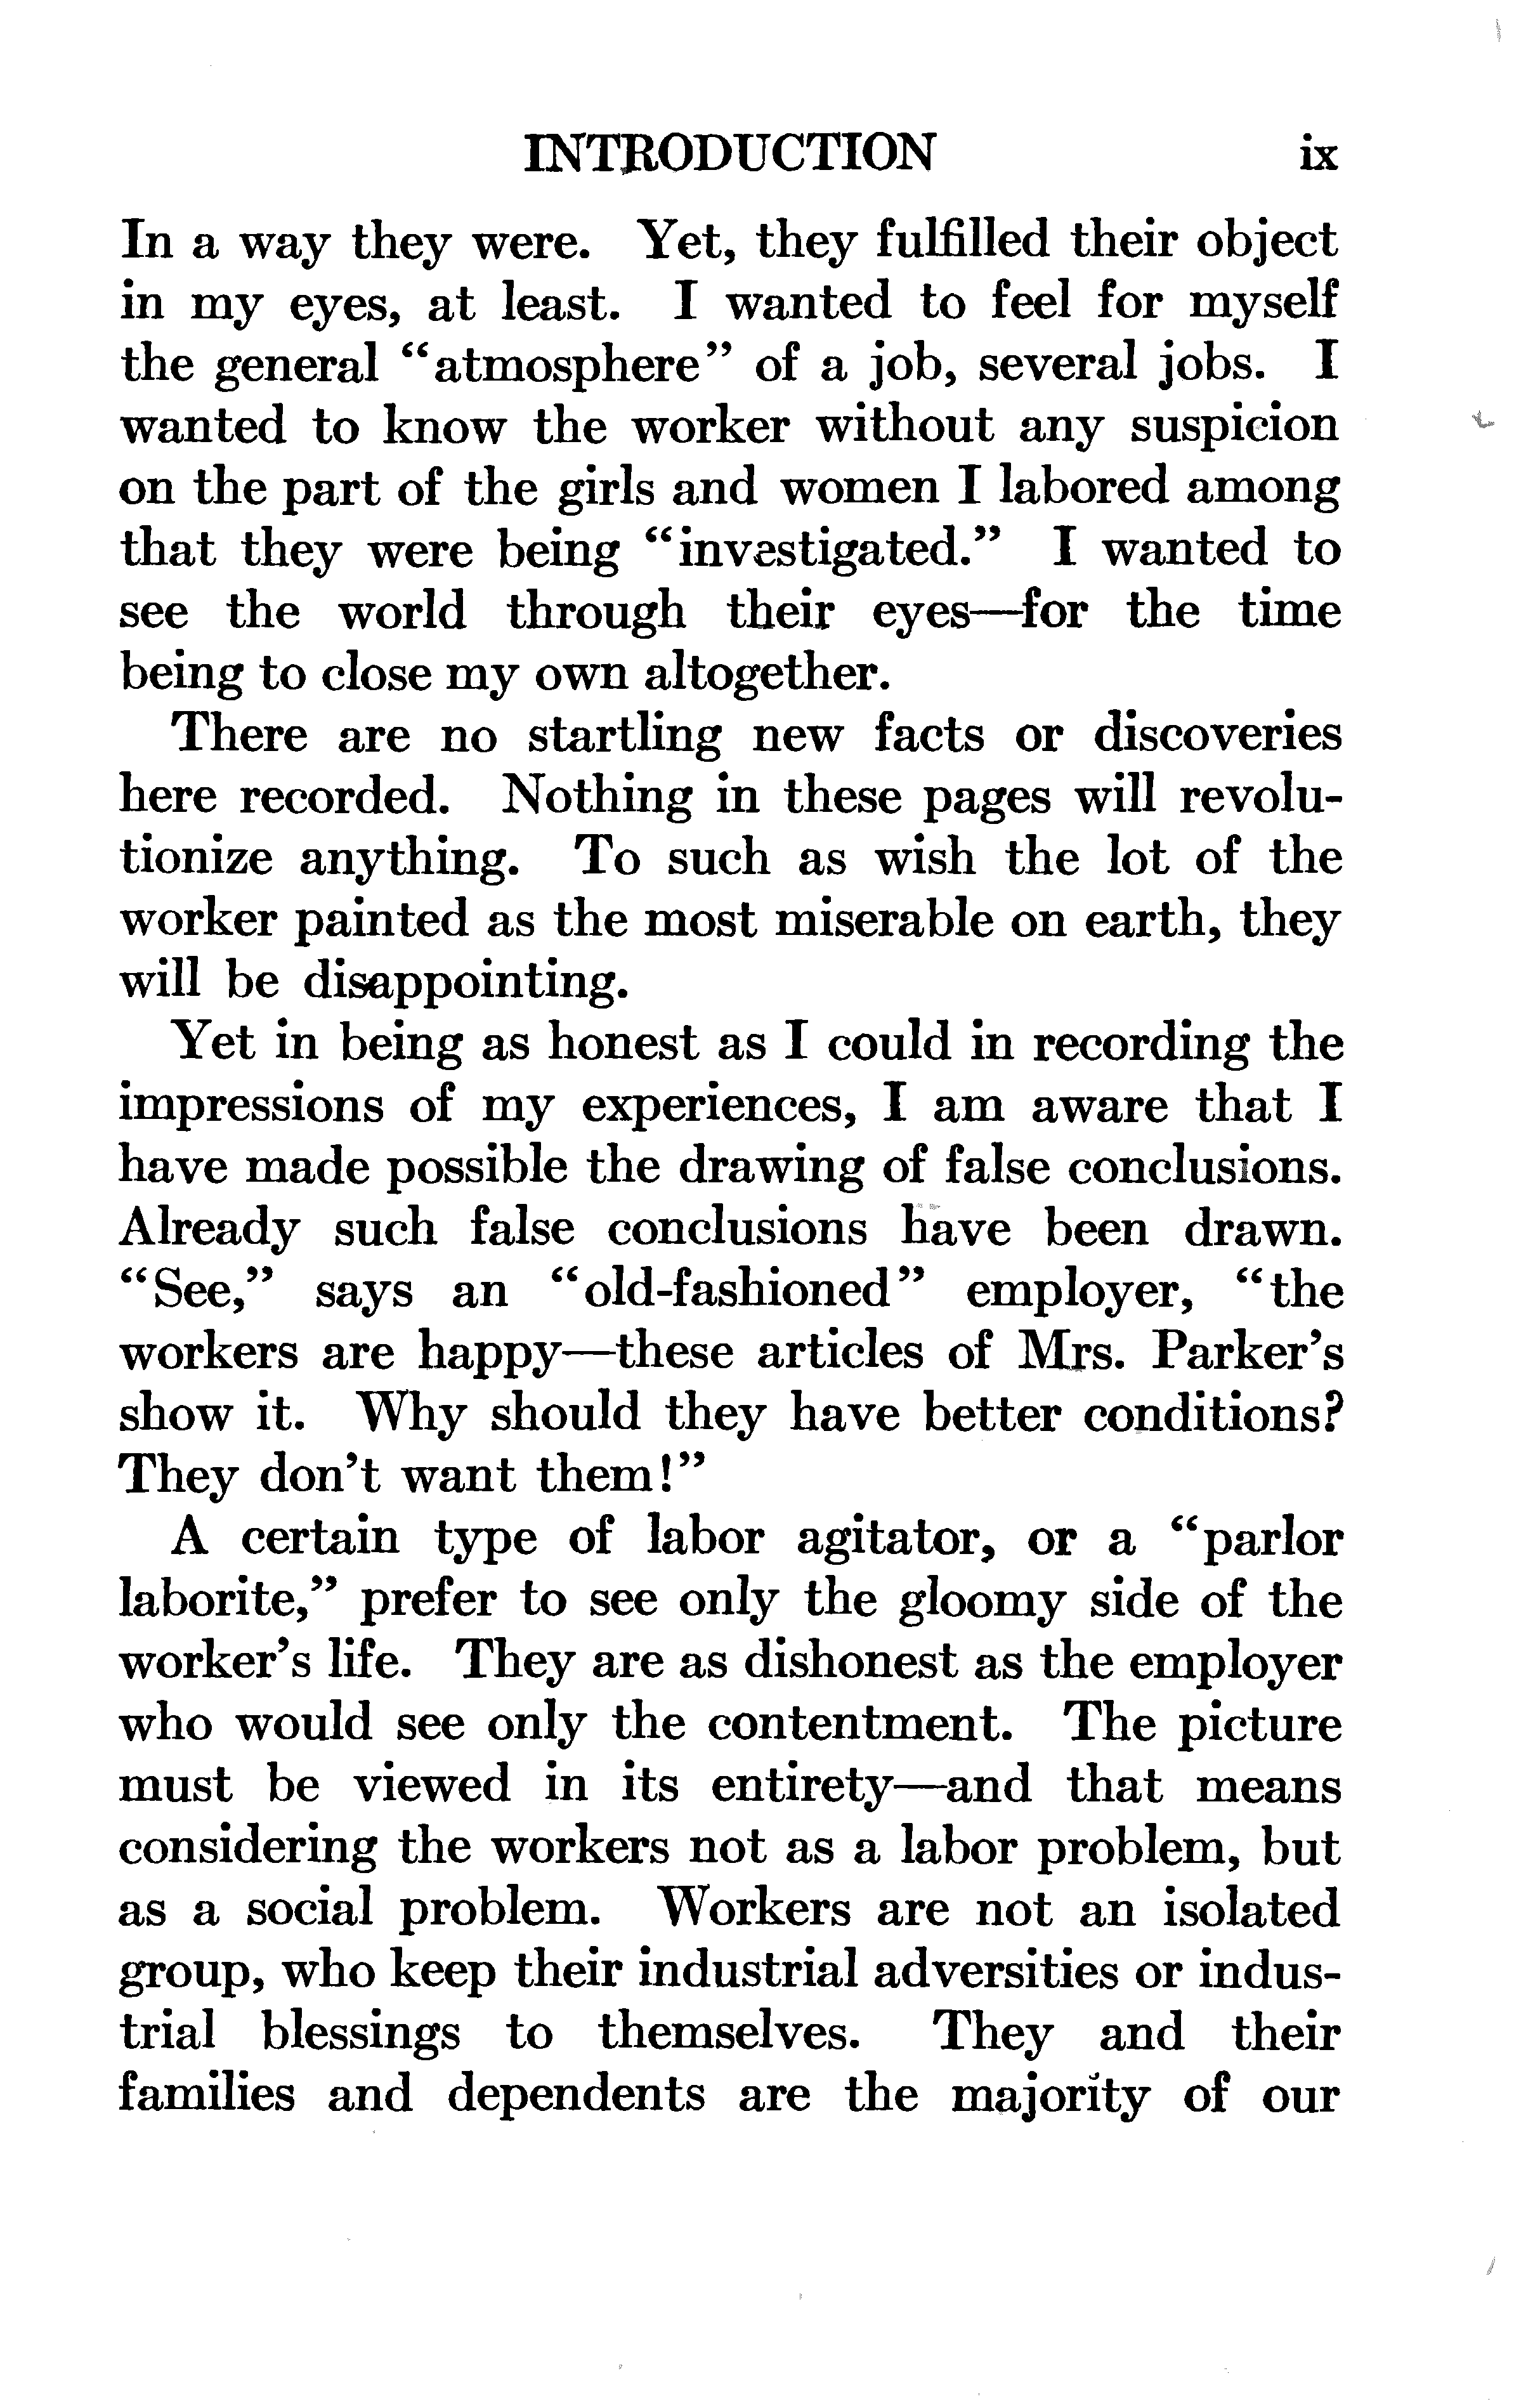 INTRODUCTION ix
In a way they were. Yet, they fulfilled their object
in my eyes, at least. I wanted to feel for myself
the general “atmosphere” of a job, several jobs. I
wanted to know the worker without any suspicion
on the part of the girls and women I labored among
that they were being “investigated.” I wanted to
see the world through their eyes—for the time
being to close my own altogether.
There are no startling new facts or discoveries
here recorded. Nothing in these pages will revolu-
tionize anything. To such as wish the lot of the
worker painted as the most miserable on earth, they
will be disappointing.
Yet in being as honest as I could in recording the
impressions of my experiences, I am aware that I
have made possible the drawing of false conclusions.
Already such false conclusions have been drawn.
“See,” says an “old-fashioned” employer, “the
workers are happy—these articles of Mrs. Parker’s
show it. Why should they have better conditions?
They don’t want them!”
A certain type of labor agitator, or a “parlor
laborite,” prefer to see only the gloomy side of the
worker’s life. They are as dishonest as the employer
who would see only the contentment. The picture
must be viewed in its entirety—and that means
considering the workers not as a labor problem, but
as a social problem. Workers are not an isolated
group, who keep their industrial adversities or indus-
trial blessings to themselves. They and their
families and dependents are the majority of our